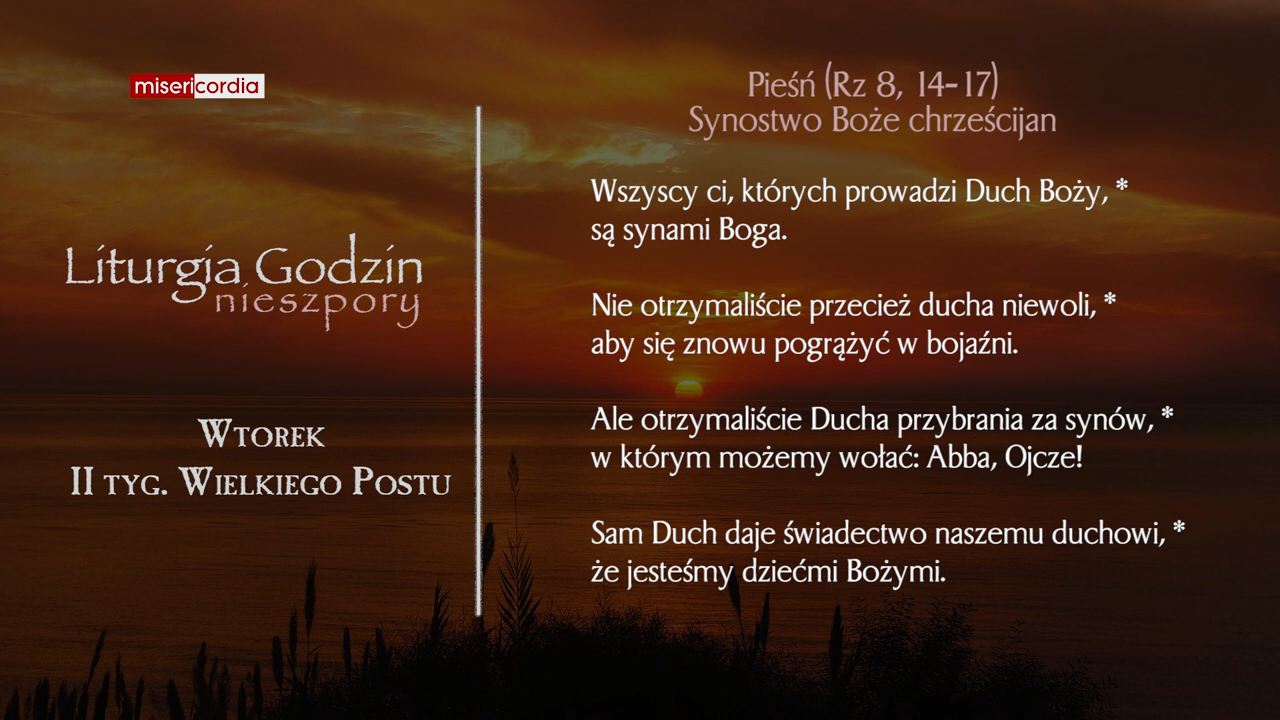 misericordia
Liturgia Godzin
nieszpory
Wtorek
II tyg. Wielkiego Postu
Pieśń (Rz 8, 14-17)
Synostwo Boże chrześcijan
Wszyscy ci, których prowadzi Duch Boży, *
są synami Boga.
Nie otrzymaliście przecież ducha niewoli, *
aby się znowu pogrążyć w bojaźni.
Ale otrzymaliście Ducha przybrania za synów, *
w którym możemy wołać: Abba, Ojcze!
Sam Duch daje świadectwo naszemu duchowi, *
że jesteśmy dziećmi Bożymi.